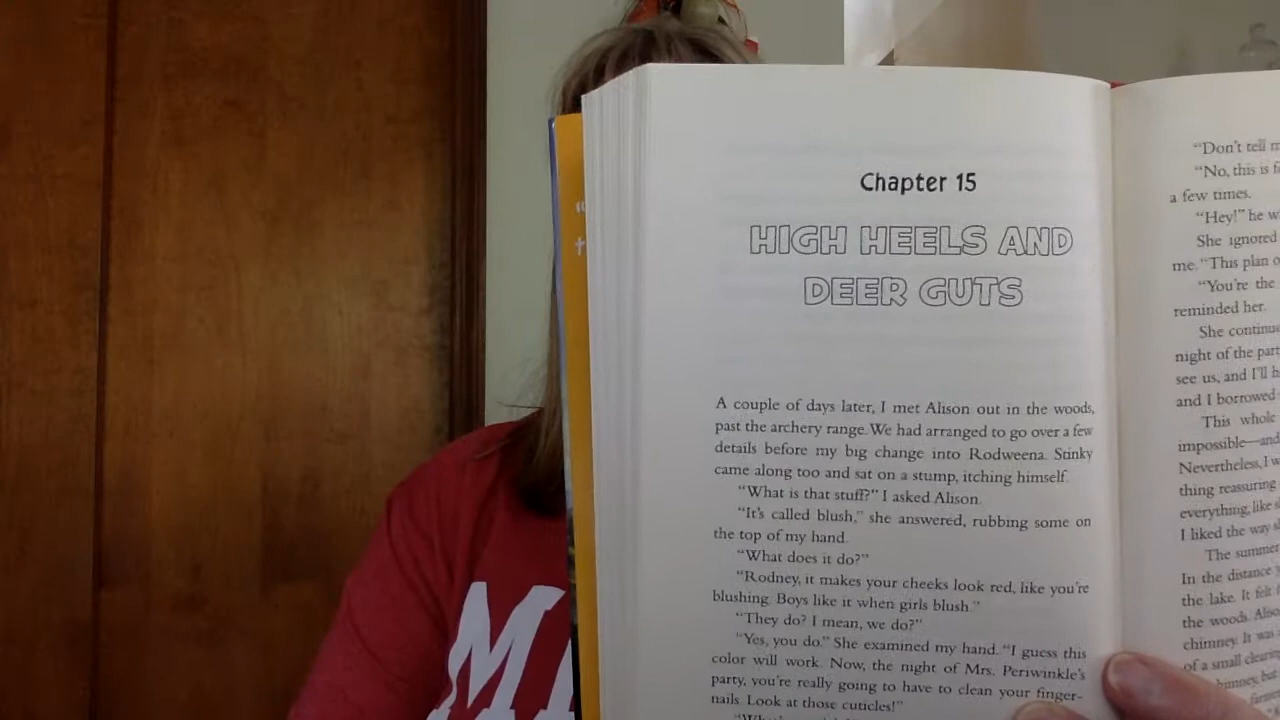 Chapter 15
HIGH HEELS AND
DEER GUTS
A couple of days later, I met Alison out in the woods,
past the archery range. We had arranged to go over a few
details before my big change into Rodweena. Stinky
came along too and sat on a stump, itching himself.
“What is that stuff?” I asked Alison.
“It’s called blush,” she answered, rubbing some on
the top of my hand.
“What does it do?”
“Rodney, it makes your cheeks look red, like you’re
blushing. Boys like it when girls blush.”
“They do? I mean, we do?”
“Yes, you do.” She examined my hand. “I guess this
color will work. Now, the night of Mrs. Periwinkle’s
party, you’re really going to have to clean your finger-
nails. Look at those cuticles!”
“Don’t tell
“No, this is
a few times.
“Hey!” he
She ignored
me. “This plan
“You’re the
reminded her.
She
night of the
see us, and I’ll
and I borrowed
This whole
impossible—and
Nevertheless, I
thing reassuring
everything, like
I liked the way
The summer
In the distance
the lake. It felt
the woods.
chimney. It was
of a small
but